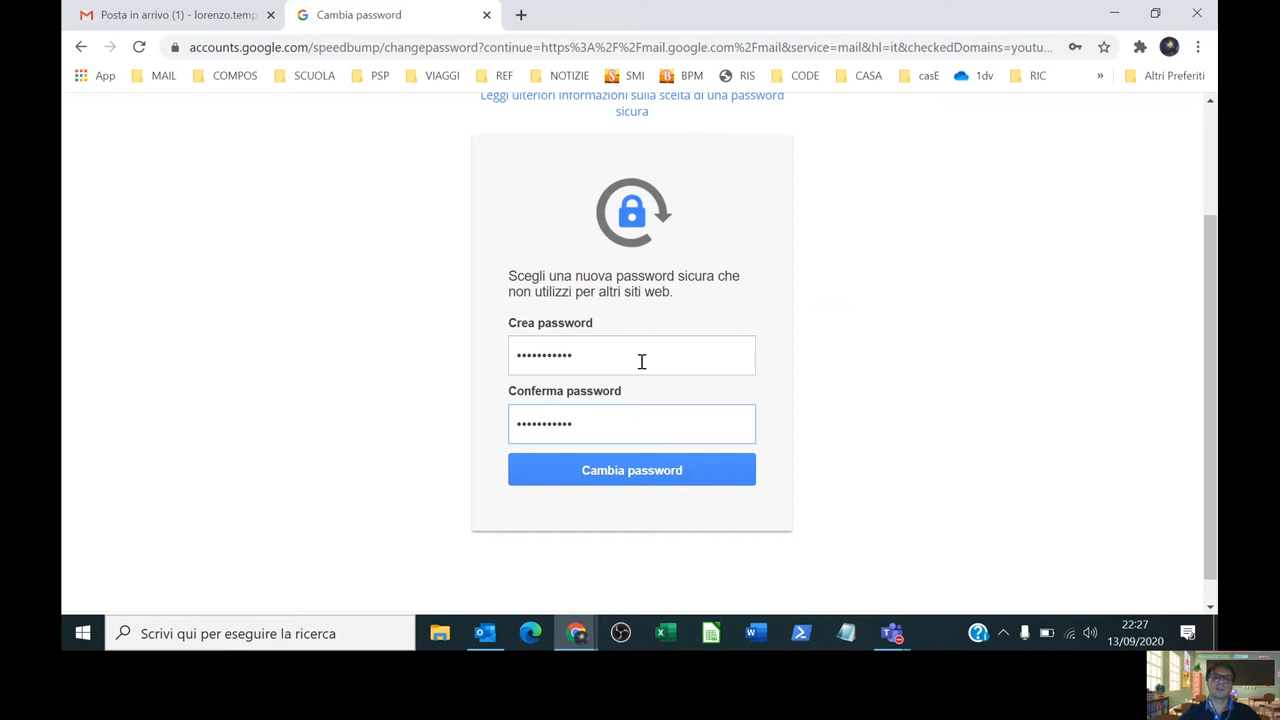 Posta in arrivo (1) - lorenzo.temp
Cambia password
accounts.google.com/speedbump/changepassword?continue=https%3A%2F%2Fmail.google.com%2Fmail&service=mail&hl=it&checkedDomains=youtu...
App MAIL COMPOS SCUOLA PSP VIAGGI REF NOTIZIE SMI BPM RIS CODE CASA casE 1dv RIC » Altri Preferiti
Leggi ulteriori informazioni sulla scelta di una password
sicura
Scegli una nuova password sicura che
non utilizzi per altri siti web.
Crea password
•••••••••••
Conferma password
•••••••••••
Cambia password
Scrivi qui per eseguire la ricerca
22:27
13/09/2020